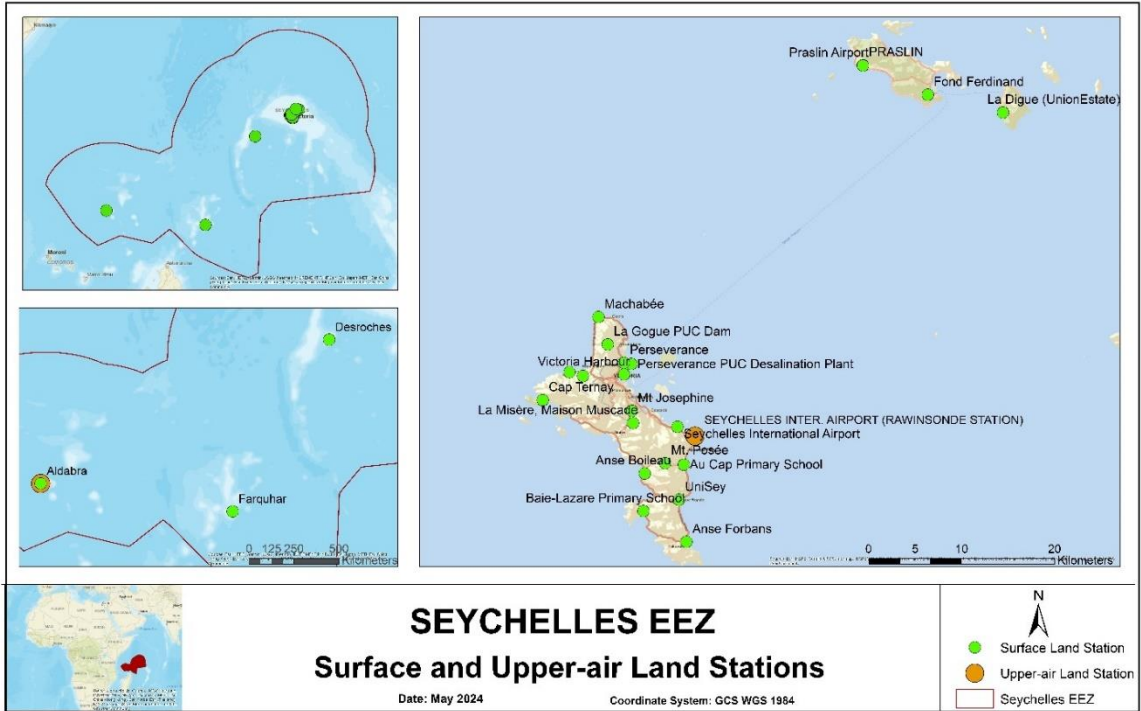 Maroni
COMOROS
Desroches
Aldabra
Farquhar
0 125 250 500
Kilometers
Praslin Airport
PRASLIN
Fond Ferdinand
La Digue (UnionEstate)
Machabée
La Gogue PUC Dam
Perseverance
Victoria Harbour
Perseverance PUC Desalination Plant
Cap Ternay
Mt Josephine
La Misère, Maison Muscade
SEYCHELLES INTER. AIRPORT (RAWINSONDE STATION)
Seychelles International Airport
Mt. Posée
Anse Boileau
Au Cap Primary School
UniSey
Baie-Lazare Primary School
Anse Forbans
0 5 10 20
Kilometers
SEYCHELLES EEZ
Surface and Upper-air Land Stations
Date: May 2024
Coordinate System: GCS WGS 1984
N
Surface Land Station
Upper-air Land Station
Seychelles EEZ